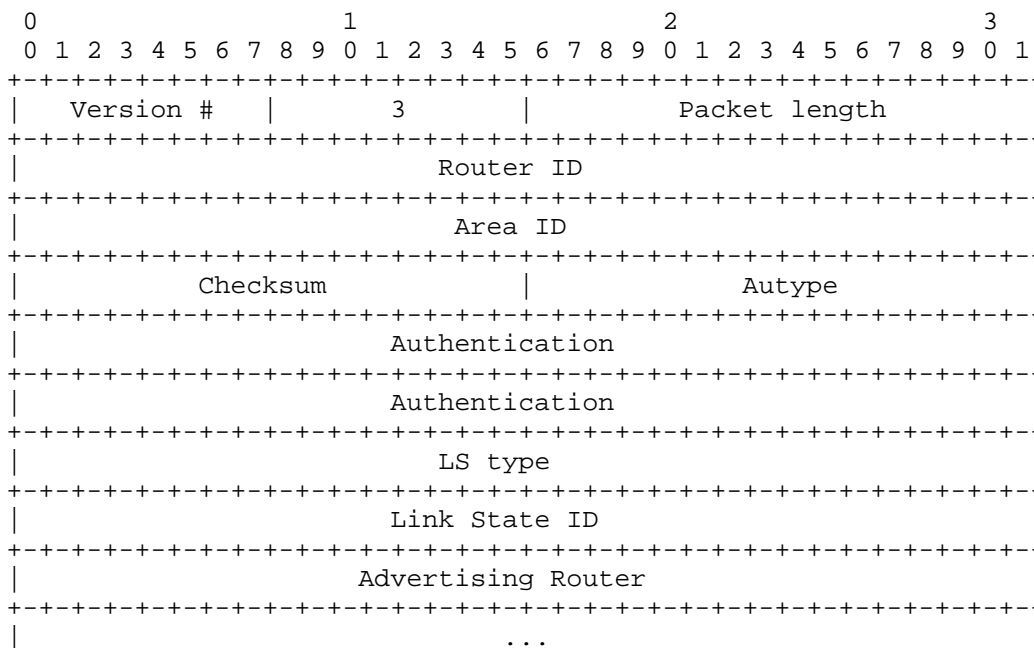 0                   1                   2                   3
0 1 2 3 4 5 6 7 8 9 0 1 2 3 4 5 6 7 8 9 0 1 2 3 4 5 6 7 8 9 0 1
+-+-+-+-+-+-+-+-+-+-+-+-+-+-+-+-+-+-+-+-+-+-+-+-+-+-+-+-+-+-+-+-
|   Version #   |       3       |         Packet length
+-+-+-+-+-+-+-+-+-+-+-+-+-+-+-+-+-+-+-+-+-+-+-+-+-+-+-+-+-+-+-+-
|                          Router ID
+-+-+-+-+-+-+-+-+-+-+-+-+-+-+-+-+-+-+-+-+-+-+-+-+-+-+-+-+-+-+-+-
|                           Area ID
+-+-+-+-+-+-+-+-+-+-+-+-+-+-+-+-+-+-+-+-+-+-+-+-+-+-+-+-+-+-+-+-
|           Checksum            |             Autype
+-+-+-+-+-+-+-+-+-+-+-+-+-+-+-+-+-+-+-+-+-+-+-+-+-+-+-+-+-+-+-+-
|                       Authentication
+-+-+-+-+-+-+-+-+-+-+-+-+-+-+-+-+-+-+-+-+-+-+-+-+-+-+-+-+-+-+-+-
|                       Authentication
+-+-+-+-+-+-+-+-+-+-+-+-+-+-+-+-+-+-+-+-+-+-+-+-+-+-+-+-+-+-+-+-
|                          LS type
+-+-+-+-+-+-+-+-+-+-+-+-+-+-+-+-+-+-+-+-+-+-+-+-+-+-+-+-+-+-+-+-
|                       Link State ID
+-+-+-+-+-+-+-+-+-+-+-+-+-+-+-+-+-+-+-+-+-+-+-+-+-+-+-+-+-+-+-+-
|                     Advertising Router
+-+-+-+-+-+-+-+-+-+-+-+-+-+-+-+-+-+-+-+-+-+-+-+-+-+-+-+-+-+-+-+-
|                              ...